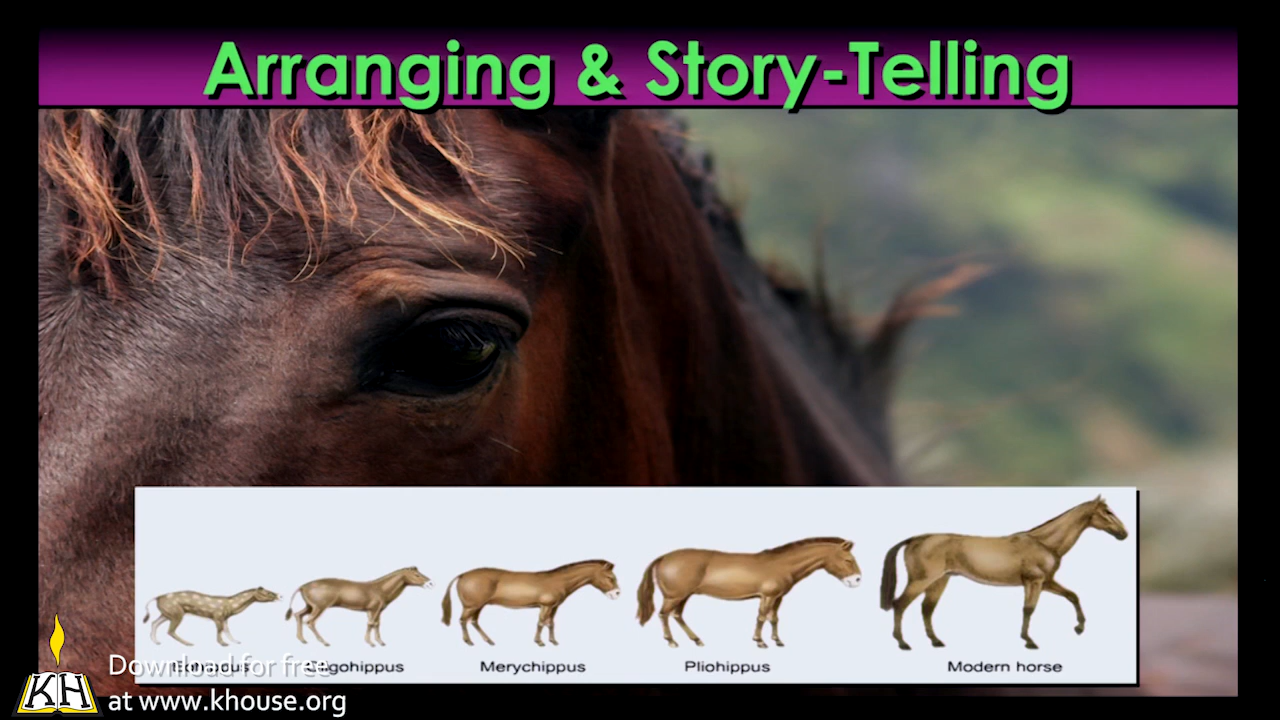 Arranging & Story-Telling
Merychippus
Pliohippus
Modern horse
Download for free
KH
at www.khouse.org